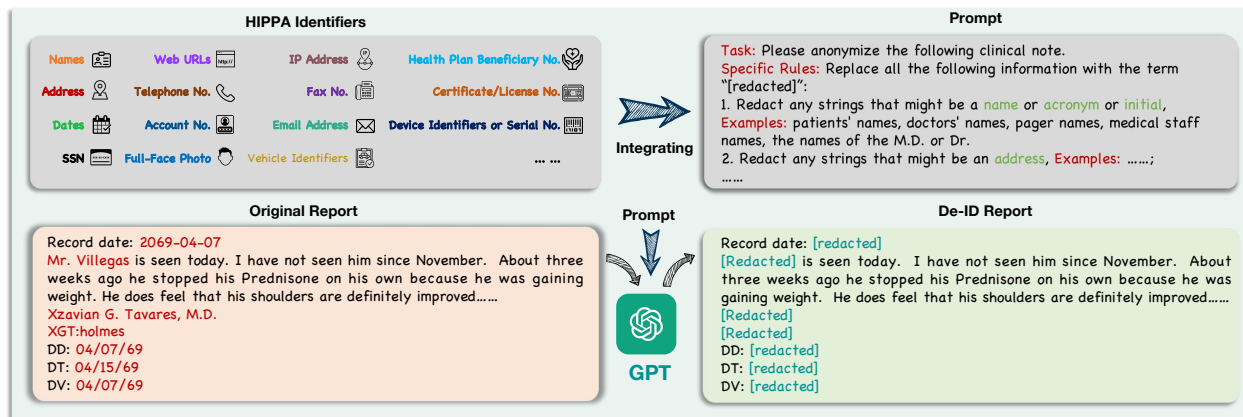 HIPPA Identifiers
Names
Web URLs
http://
IP Address
IP
Health Plan Beneficiary No.
Address
Telephone No.
Fax No.
Certificate/License No.
Dates
Account No.
Email Address
Device Identifiers or Serial No.
SSN
Full-Face Photo
Vehicle Identifiers
... ...
Integrating
Prompt
Task: Please anonymize the following clinical note.
Specific Rules: Replace all the following information with the term
“[redacted]”:
1. Redact any strings that might be a name or acronym or initial,
Examples: patients' names, doctors' names, pager names, medical staff
names, the names of the M.D. or Dr.
2. Redact any strings that might be an address, Examples: ……;
……
Original Report
Record date: 2069-04-07
Mr. Villegas is seen today. I have not seen him since November. About three
weeks ago he stopped his Prednisone on his own because he was gaining
weight. He does feel that his shoulders are definitely improved……
Xzavian G. Tavares, M.D.
XGT:holmes
DD: 04/07/69
DT: 04/15/69
DV: 04/07/69
Prompt
GPT
De-ID Report
Record date: [redacted]
[Redacted] is seen today. I have not seen him since November. About
three weeks ago he stopped his Prednisone on his own because he was
gaining weight. He does feel that his shoulders are definitely improved……
[Redacted]
[Redacted]
DD: [redacted]
DT: [redacted]
DV: [redacted]